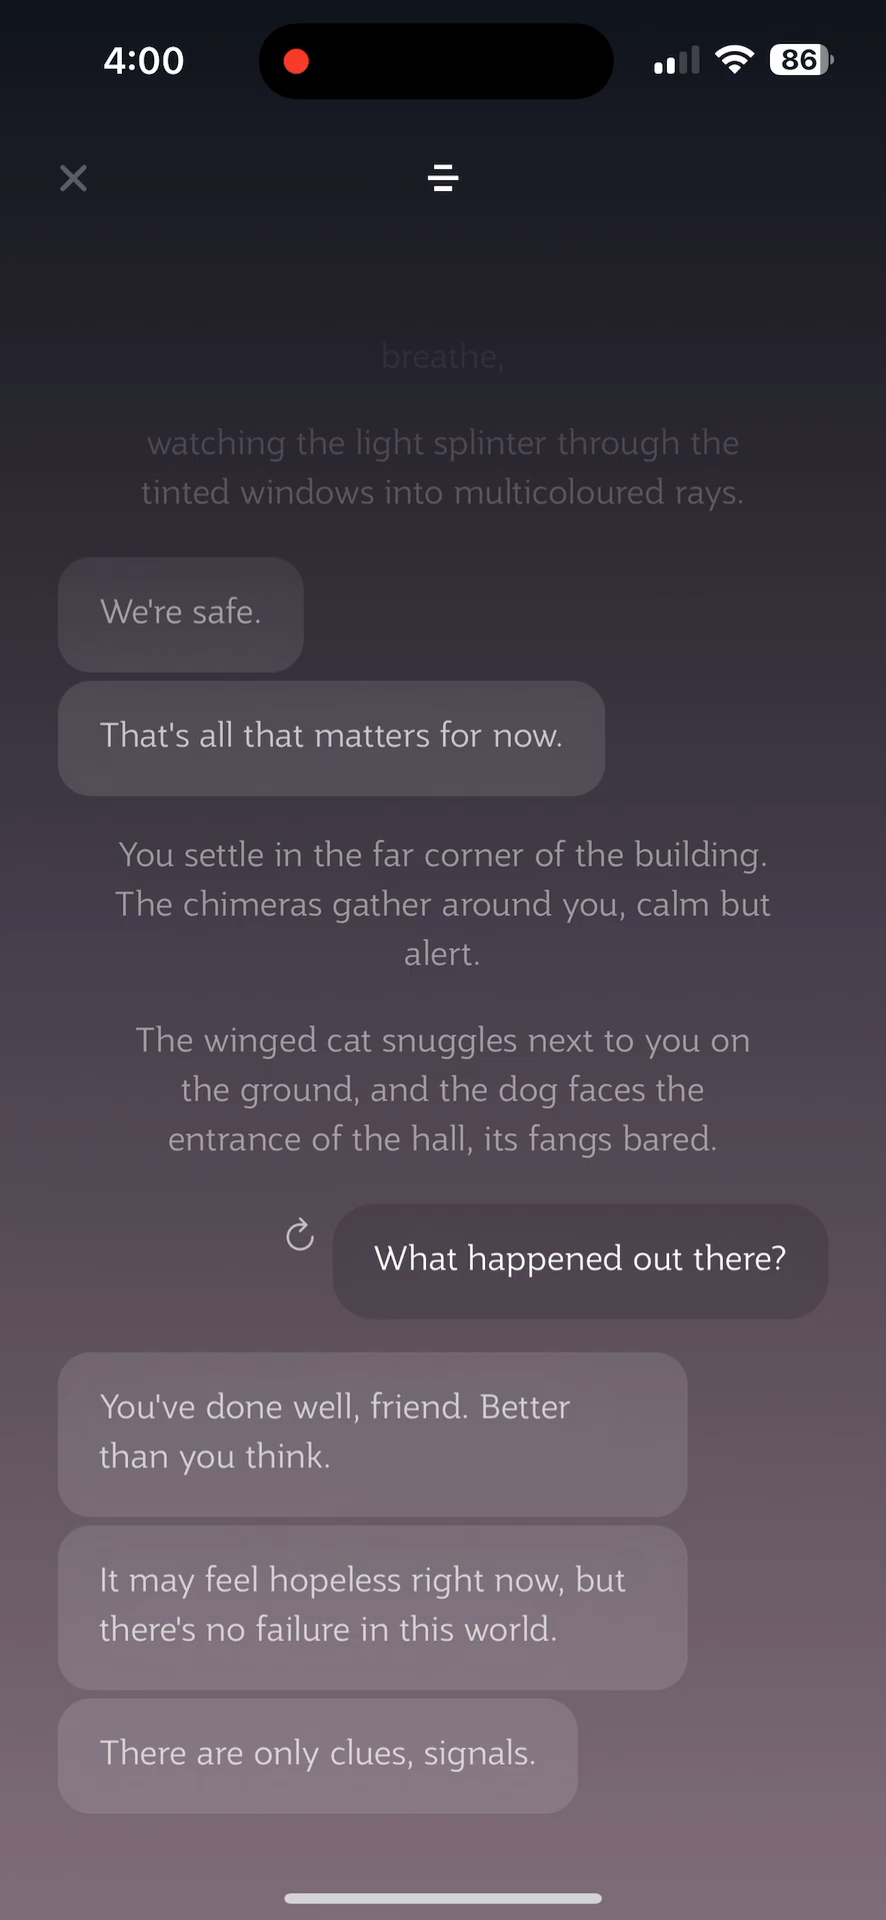 4:00
86
breathe,
watching the light splinter through the
tinted windows into multicoloured rays.
We're safe.
That's all that matters for now.
You settle in the far corner of the building.
The chimeras gather around you, calm but
alert.
The winged cat snuggles next to you on
the ground, and the dog faces the
entrance of the hall, its fangs bared.
What happened out there?
You've done well, friend. Better
than you think.
It may feel hopeless right now, but
there's no failure in this world.
There are only clues, signals.